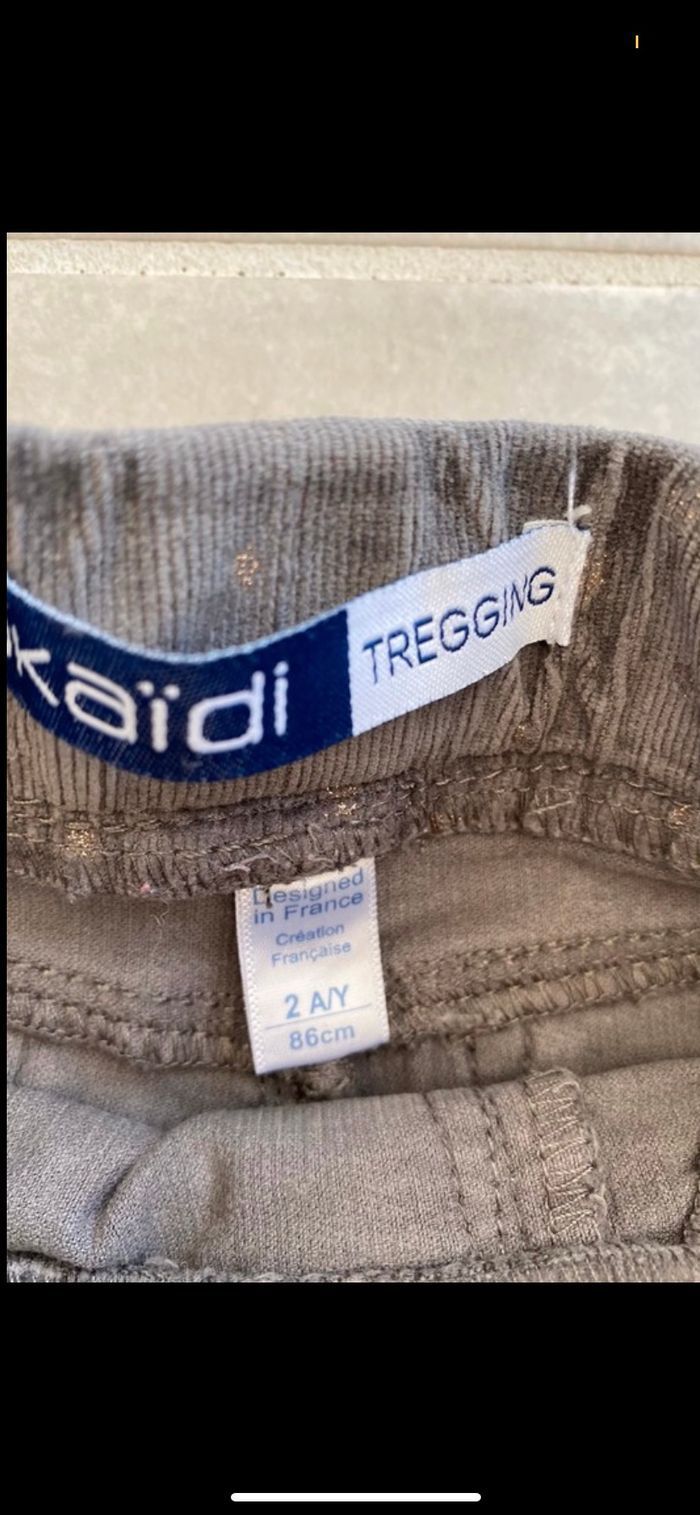 kaïdi
TREGGING
Designed
in France
Création
Française
2 A/Y
86cm